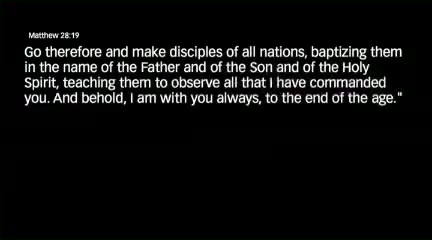 Matthew 28:19
Go therefore and make disciples of all nations, baptizing them
in the name of the Father and of the Son and of the Holy
Spirit, teaching them to observe all that I have commanded
you. And behold, I am with you always, to the end of the age."